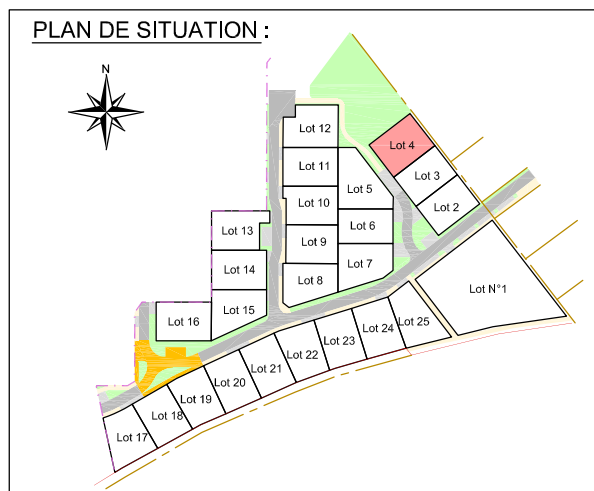 PLAN DE SITUATION :
N
Lot 12
Lot 4
Lot 11
Lot 3
Lot 5
Lot 10
Lot 2
Lot 6
Lot 13
Lot 9
Lot 7
Lot 14
Lot 8
Lot N°1
Lot 15
Lot 16
Lot 25
Lot 24
Lot 23
Lot 22
Lot 21
Lot 20
Lot 19
Lot 18
Lot 17